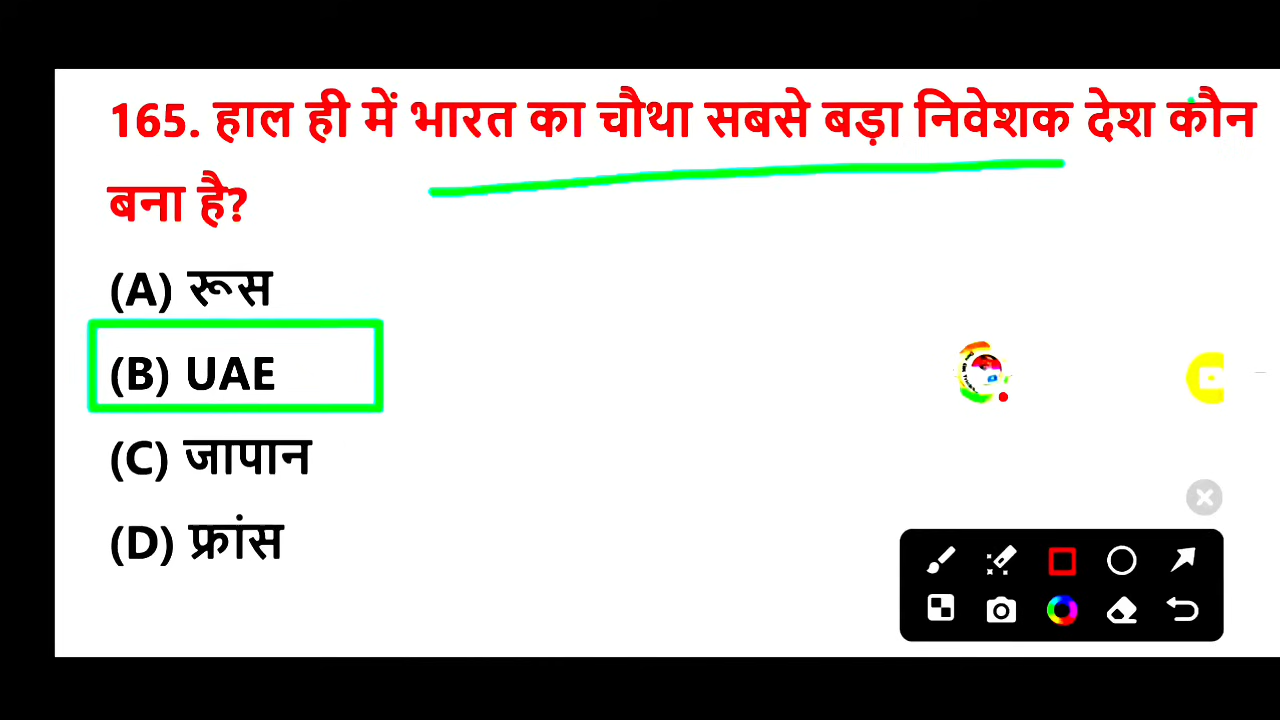 165. हाल ही में भारत का चौथा सबसे बड़ा निवेशक देश कौन
बना है?
(A) रूस
(B) UAE
(C) जापान
(D) फ्रांस